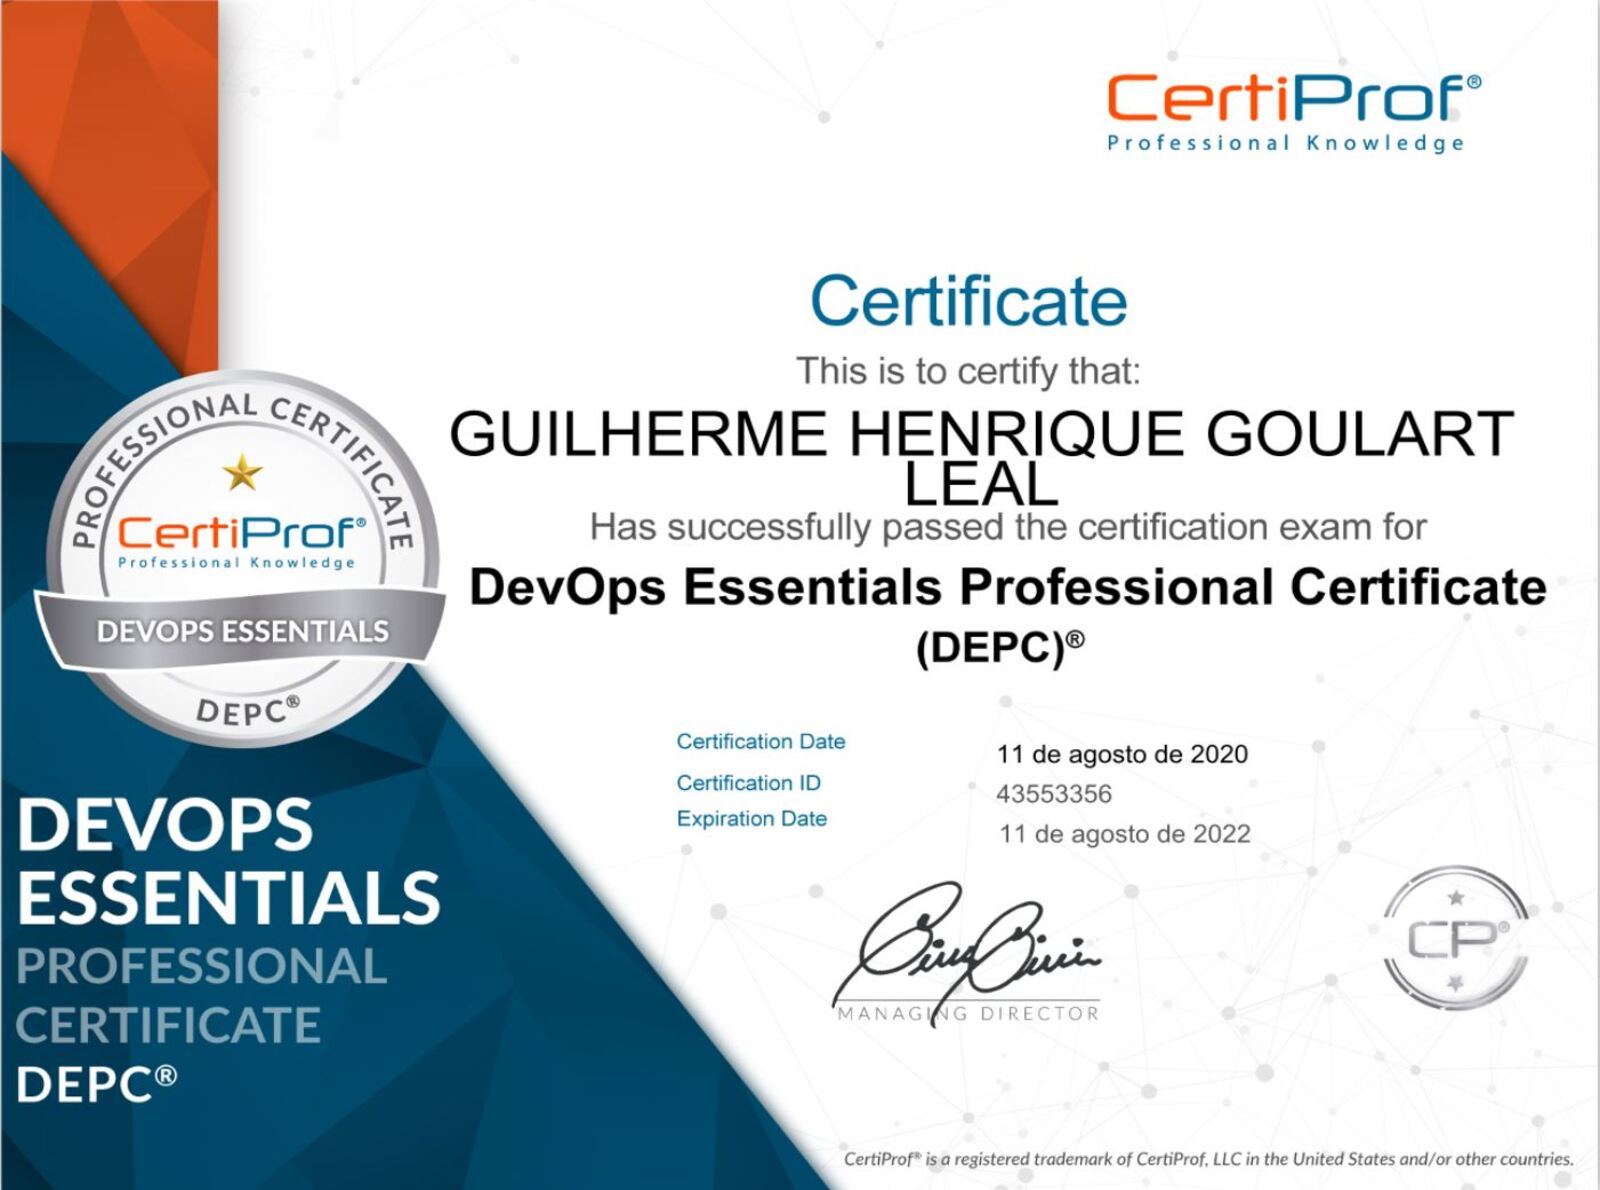 CertiProf®
Professional Knowledge
Certificate
This is to certify that:
GUILHERME HENRIQUE GOULART
LEAL
Has successfully passed the certification exam for
DevOps Essentials Professional Certificate
(DEPC)®
PROFESSIONAL CERTIFICATE
CertiProf®
Professional Knowledge
DEVOPS ESSENTIALS
DEPC®
DEVOPS
ESSENTIALS
PROFESSIONAL
CERTIFICATE
DEPC®
Certification Date 11 de agosto de 2020
Certification ID 43553356
Expiration Date 11 de agosto de 2022
MANAGING DIRECTOR
CP®
CertiProf® is a registered trademark of CertiProf, LLC in the United States and/or other countries.